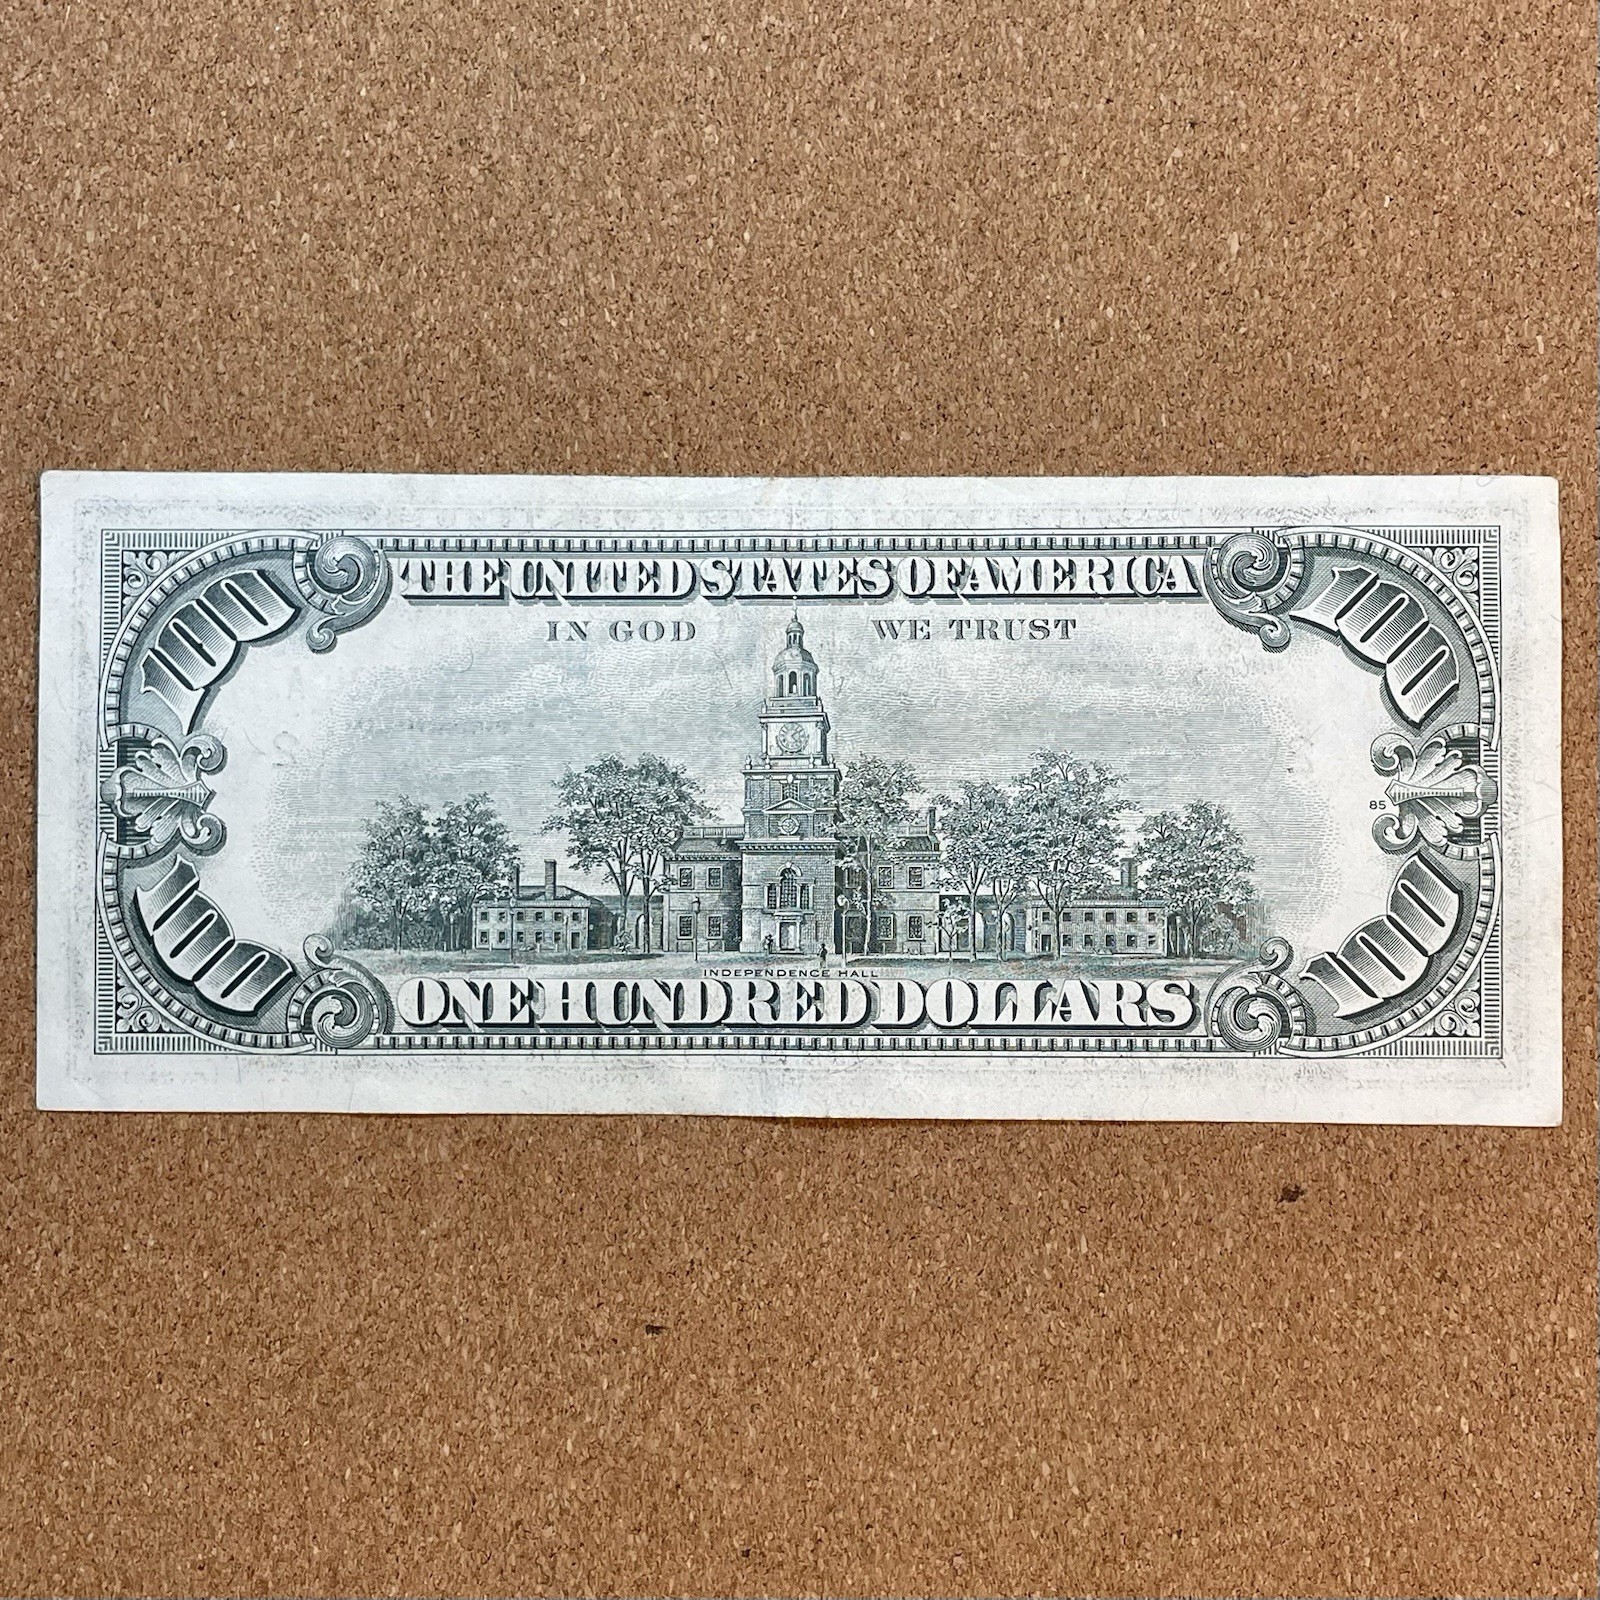 THE UNITED STATES OF AMERICA
100 100
IN GOD WE TRUST
85
100 100
INDEPENDENCE HALL
ONE HUNDRED DOLLARS